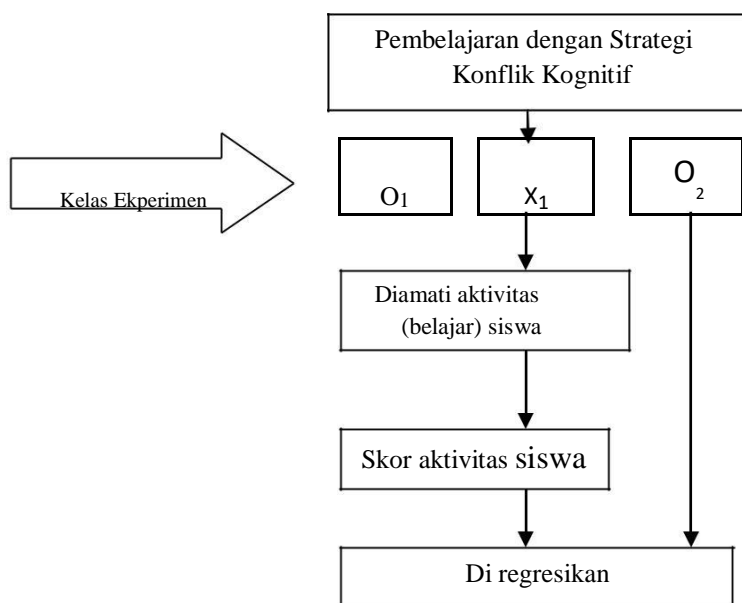 Pembelajaran dengan Strategi
Konflik Kognitif
Kelas Ekperimen
O1
X1
O2
Diamati aktivitas
(belajar) siswa
Skor aktivitas siswa
Di regresikan